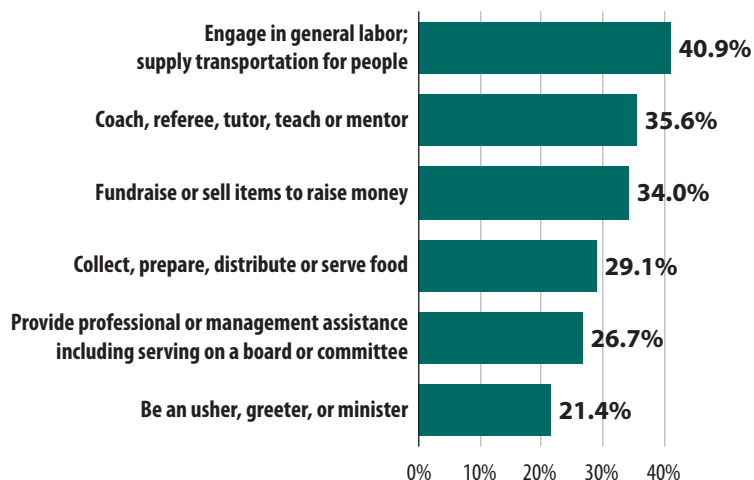 Engage in general labor;
supply transportation for people
40.9%
Coach, referee, tutor, teach or mentor
35.6%
Fundraise or sell items to raise money
34.0%
Collect, prepare, distribute or serve food
29.1%
Provide professional or management assistance
including serving on a board or committee
26.7%
Be an usher, greeter, or minister
21.4%
0% 10% 20% 30% 40%